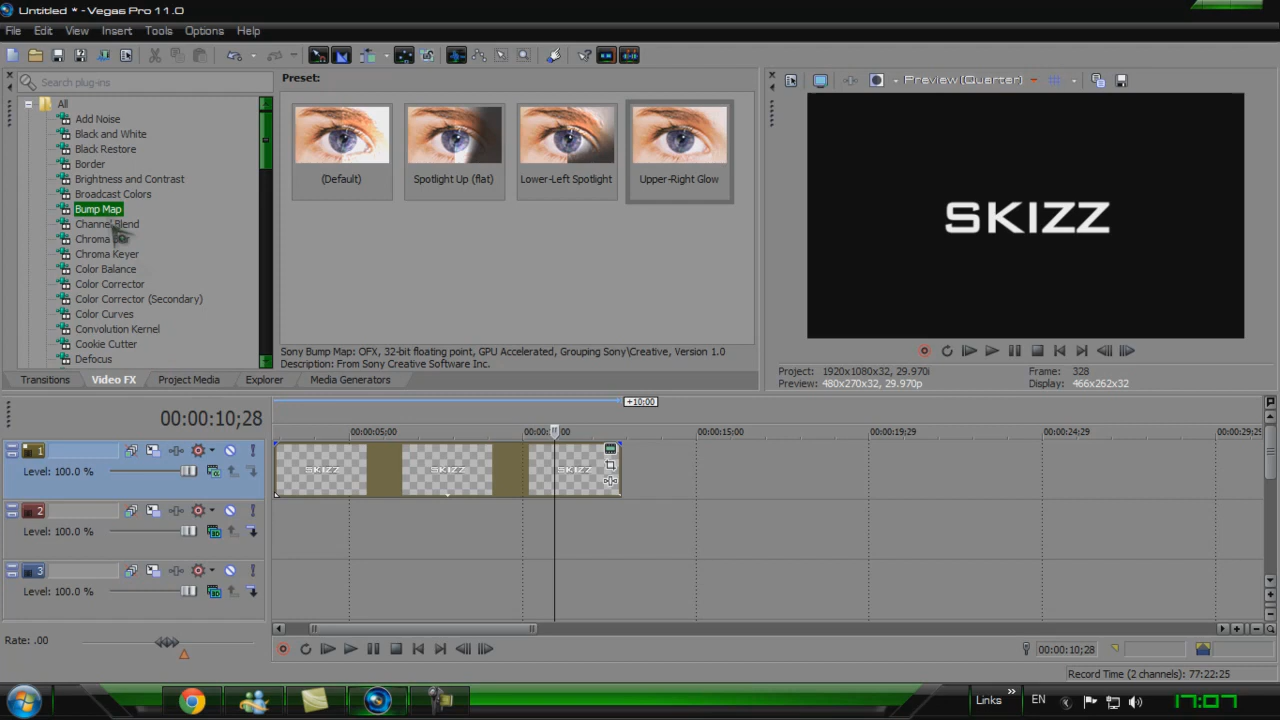 Untitled * - Vegas Pro 11.0
File Edit View Insert Tools Options Help
Search plug-ins
All
Add Noise
Black and White
Black Restore
Border
Brightness and Contrast
Broadcast Colors
Bump Map
Channel Blend
Chroma
Chroma Keyer
Color Balance
Color Corrector
Color Corrector (Secondary)
Color Curves
Convolution Kernel
Cookie Cutter
Defocus
Preset:
(Default) Spotlight Up (flat) Lower-Left Spotlight Upper-Right Glow
Sony Bump Map: OFX, 32-bit floating point, GPU Accelerated, Grouping Sony\Creative, Version 1.0
Description: From Sony Creative Software Inc.
Transitions Video FX Project Media Explorer Media Generators
Preview (Quarter)
SKIZZ
Project: 1920x1080x32, 29.970i Frame: 328
Preview: 480x270x32, 29.970p Display: 466x262x32
00:00:10;28
+10:00
00:00:05:00 00:00:10:00 00:00:15:00 00:00:19:29 00:00:24:29 00:00:29:29
1
Level: 100.0 %
SKIZZ SKIZZ SKIZZ
2
Level: 100.0 %
3
Level: 100.0 %
Rate: .00
00:00:10;28
Record Time (2 channels): 77:22:25
Links EN 17:07